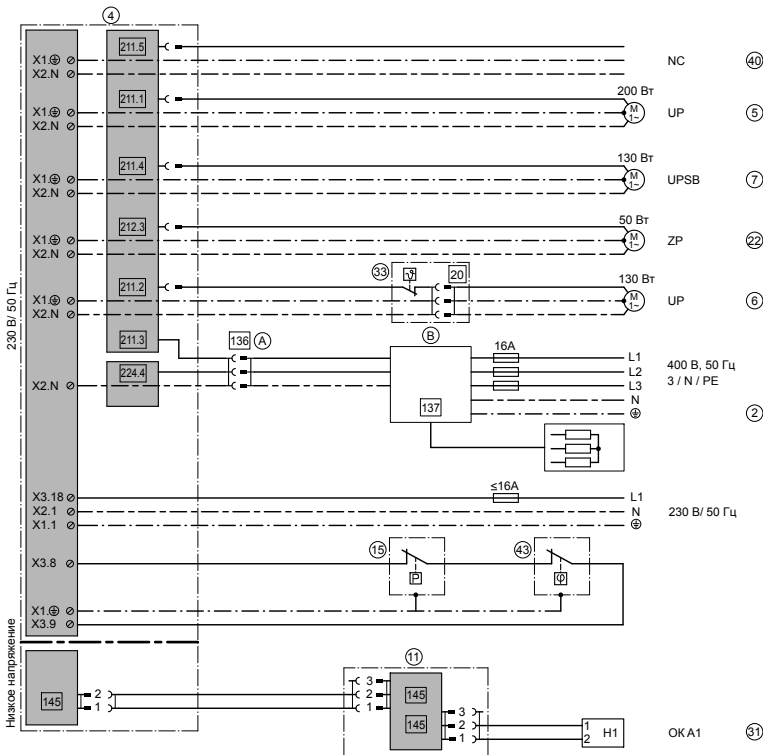 4
211.5
X1.
X2.N
NC
40
200 Вт
211.1
X1.
X2.N
M
1~
UP
5
130 Вт
211.4
X1.
X2.N
M
1~
UPSB
7
50 Вт
212.3
X1.
X2.N
M
1~
ZP
22
130 Вт
33
ϑ
20
211.2
X1.
X2.N
M
1~
UP
6
230 В/ 50 Гц
211.3
136
A
B
16A
L1
224.4
L2
400 В, 50 Гц
X2.N
L3
3 / N / PE
137
N
2
≤16A
X3.18
L1
X2.1
N
230 В/ 50 Гц
X1.1
15
43
X3.8
P
φ
X1.
X3.9
Низкое напряжение
11
145
2
1
3
2
1
145
145
3
2
1
1
2
H1
OK A1
31